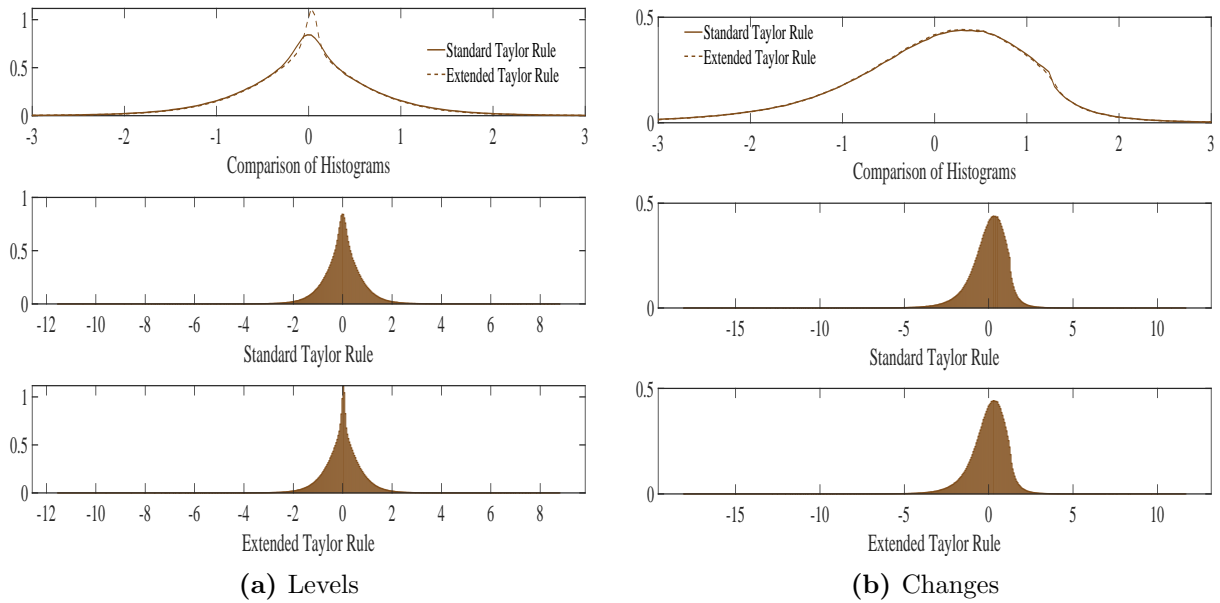 1
0.5
0
Standard Taylor Rule
Extended Taylor Rule
-3 -2 -1 0 1 2 3
Comparison of Histograms
1
0.5
0
-12 -10 -8 -6 -4 -2 0 2 4 6 8
Standard Taylor Rule
1
0.5
0
-12 -10 -8 -6 -4 -2 0 2 4 6 8
Extended Taylor Rule
(a) Levels
0.5
0
Standard Taylor Rule
Extended Taylor Rule
-3 -2 -1 0 1 2 3
Comparison of Histograms
0.5
0
-15 -10 -5 0 5 10
Standard Taylor Rule
0.5
0
-15 -10 -5 0 5 10
Extended Taylor Rule
(b) Changes